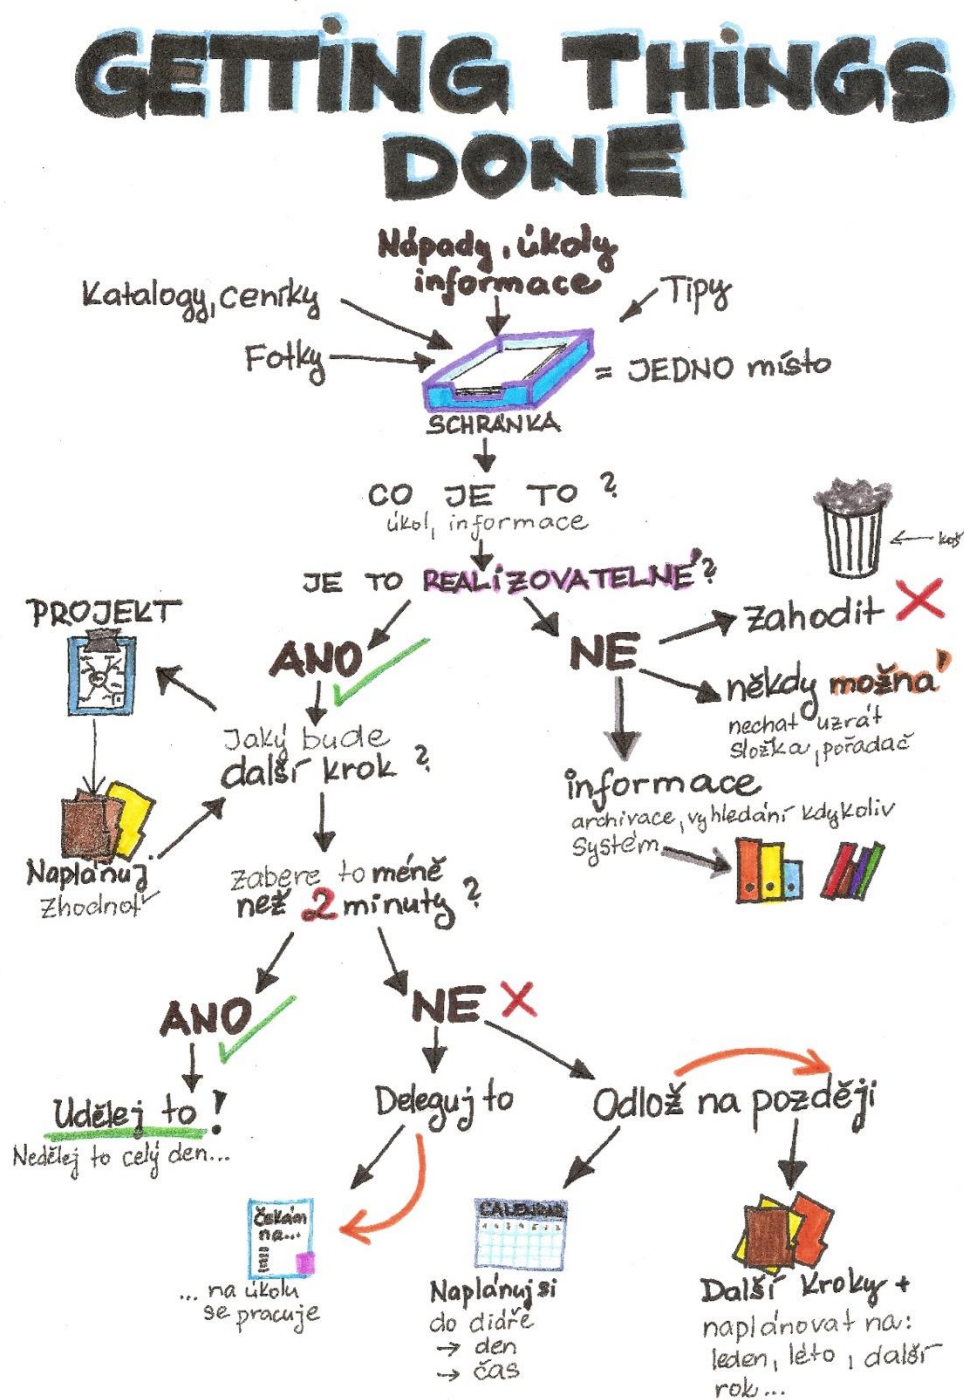 GETTiNG THiNGS
DONE
Nápady, úkoly
informace
Katalogy, ceníky
Tipy
Fotky
= JEDNO místo
SCHRÁNKA
CO JE TO ?
úkol, informace
JE TO REALiZOVATELNÉ ?
koš
PROJEKT
ANO
NE
zahodit
někdy možná
nechat uzrát
složka, pořadač
Jaký bude
další krok ?
informace
archivace, vyhledání kdykoliv
systém
Naplánuj
Zhodnoť
zabere to méně
než 2 minuty ?
ANO
NE
Udělej to !
Nedělej to celý den...
Deleguj to
Odlož na později
Čekám
na...
CALENDAR
... na úkolu
se pracuje
Naplánuj si
do diáře
→ den
→ čas
Další kroky +
naplánovat na:
leden, léto, další
rok...